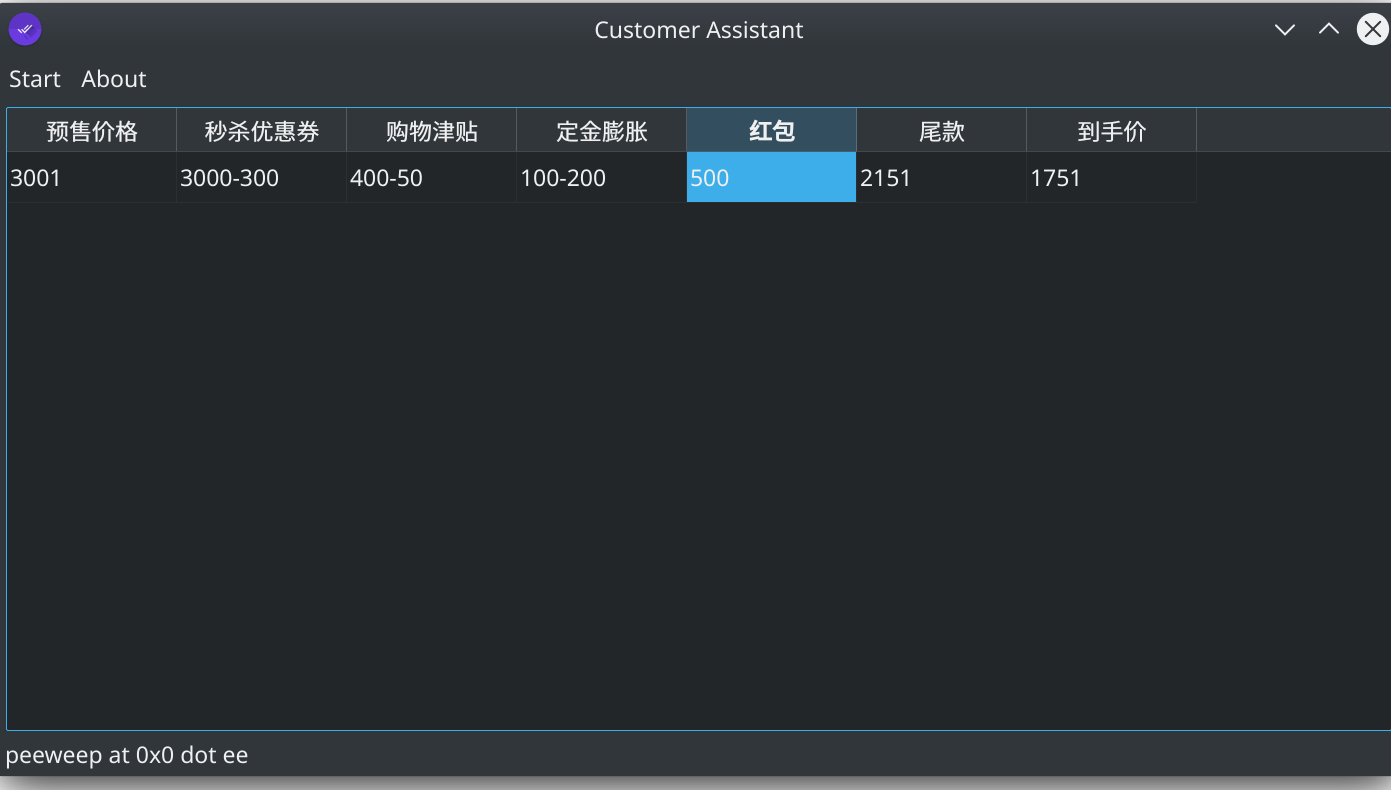 Customer Assistant
Start About
预售价格 秒杀优惠券 购物津贴 定金膨胀 红包 尾款 到手价
3001 3000-300 400-50 100-200 500 2151 1751
peeweep at 0x0 dot ee